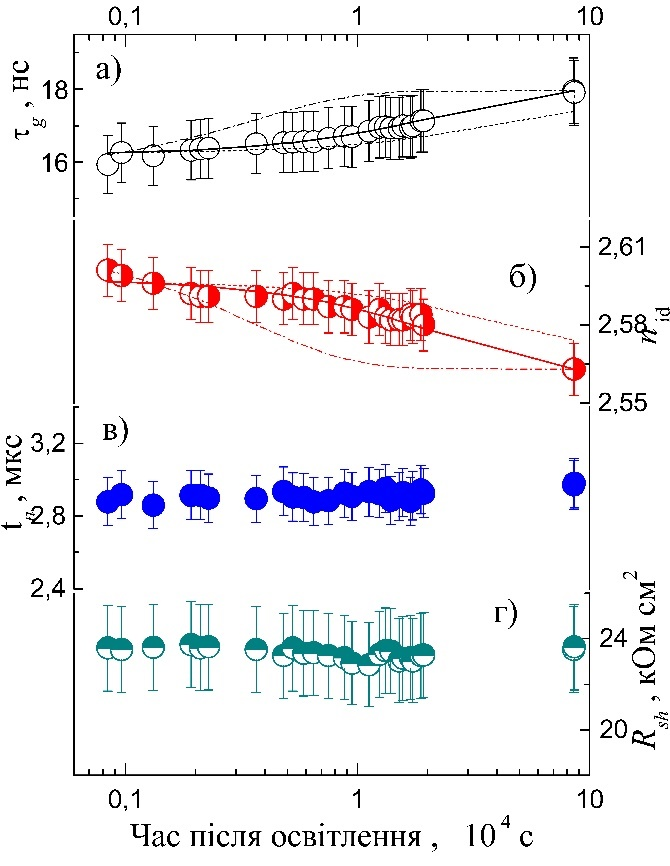 0,1 1 10
а)
τg , нс
18
16
б)
2,61
2,58
2,55
nid
в)
3,2
2,8
2,4
tn, мкс
г)
24
20
Rsh , кОм см²
0,1 1 10
Час після освітлення , 10⁴ с